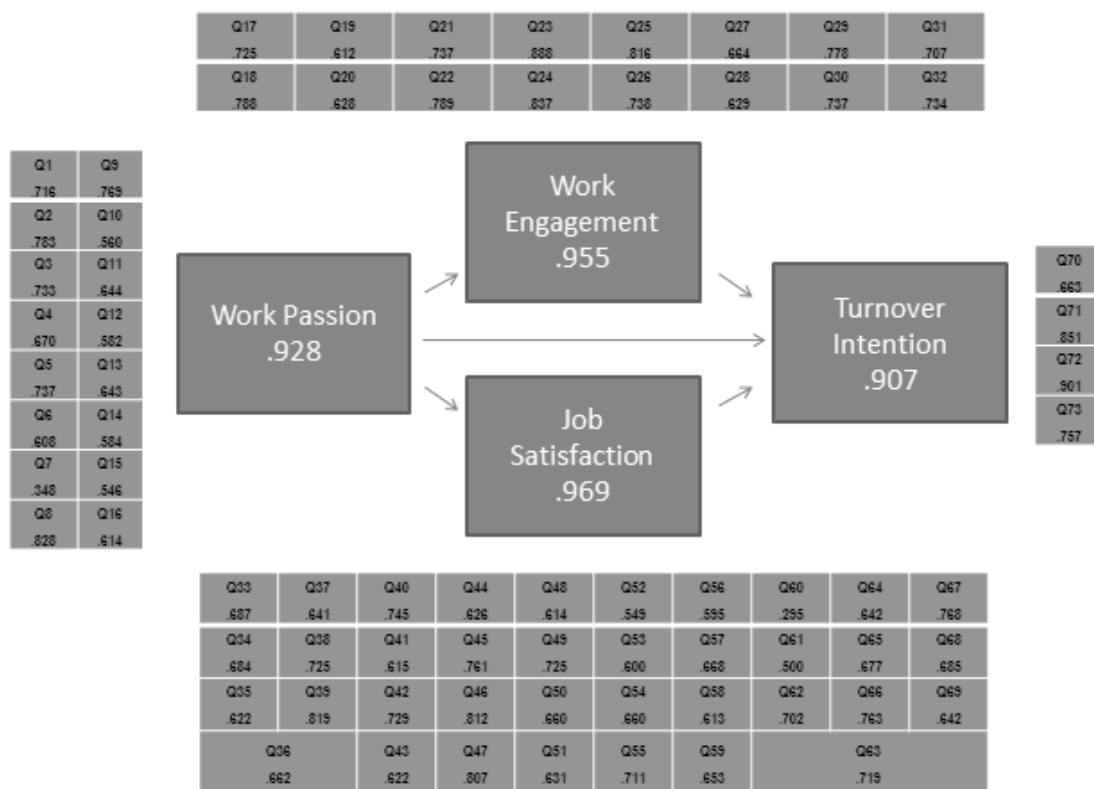 Q17 Q19 Q21 Q23 Q25 Q27 Q29 Q31
.725 .612 .737 .888 .816 .664 .778 .707
Q18 Q20 Q22 Q24 Q26 Q28 Q30 Q32
.788 .628 .789 .837 .738 .629 .737 .734
Q1 Q9
.716 .769
Q2 Q10
.783 .560
Q3 Q11
.733 .644
Q4 Q12
.670 .582
Q5 Q13
.737 .643
Q6 Q14
.608 .584
Q7 Q15
.348 .546
Q8 Q16
.828 .614
Work Passion
.928
Work
Engagement
.955
Job
Satisfaction
.969
Turnover
Intention
.907
Q70
.663
Q71
.851
Q72
.901
Q73
.757
Q33 Q37 Q40 Q44 Q48 Q52 Q56 Q60 Q64 Q67
.687 .641 .745 .626 .614 .549 .595 .295 .642 .768
Q34 Q38 Q41 Q45 Q49 Q53 Q57 Q61 Q65 Q68
.684 .725 .615 .761 .725 .600 .668 .500 .677 .685
Q35 Q39 Q42 Q46 Q50 Q54 Q58 Q62 Q66 Q69
.622 .819 .729 .812 .660 .660 .613 .702 .763 .642
Q36 Q43 Q47 Q51 Q55 Q59 Q63
.662 .622 .807 .631 .711 .653 .719